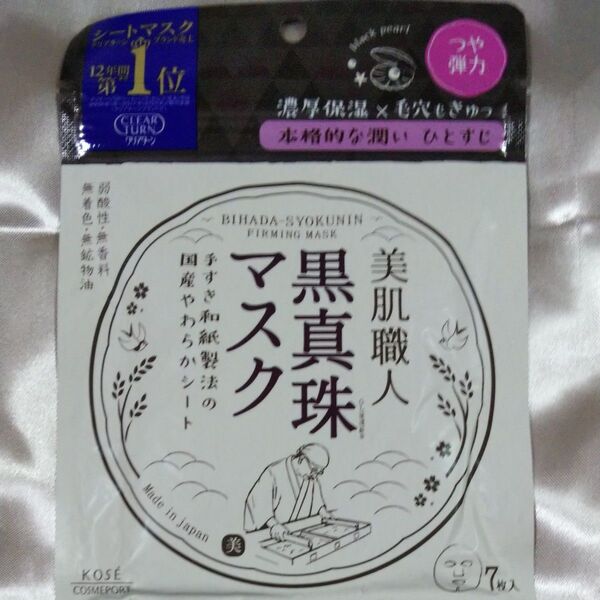 シートマスク
12年間
第1位
CLEAR
TURN
クリアターン
black pearl
つや
弾力
濃厚保湿×毛穴もきゅっ
本格的な潤い ひとすじ
弱酸性・無香料
無着色・無鉱物油
BIHADA-SYOKUNIN
FIRMING MASK
美肌職人
黒真珠
マスク
手すき和紙製法の
国産やわらかシート
Made in Japan
美
KOSÉ
COSMEPORT
7枚入